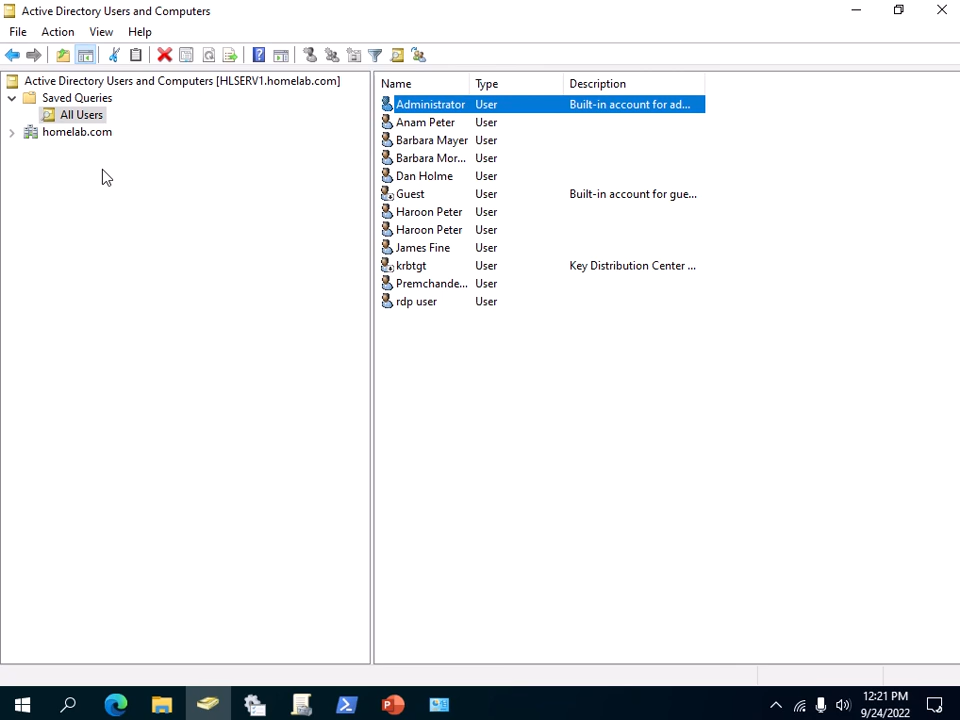 Active Directory Users and Computers
File Action View Help
Active Directory Users and Computers [HLSERV1.homelab.com]
Saved Queries
All Users
homelab.com
Name Type Description
Administrator User Built-in account for ad...
Anam Peter User
Barbara Mayer User
Barbara Mor... User
Dan Holme User
Guest User Built-in account for gue...
Haroon Peter User
Haroon Peter User
James Fine User
krbtgt User Key Distribution Center ...
Premchande... User
rdp user User
12:21 PM
9/24/2022